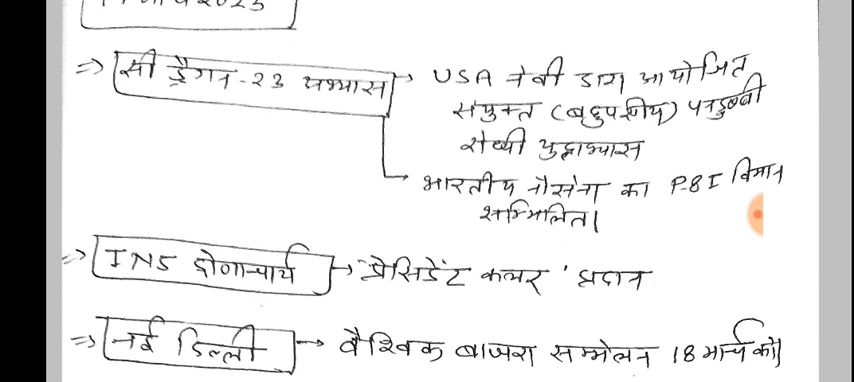 ⇒ सी ड्रैगन-23 अभ्यास → USA नेवी द्वारा आयोजित
संयुक्त (बहुपक्षीय) पनडुब्बी
रोधी युद्धाभ्यास
→ भारतीय नौसेना का P-8I विमान
सम्मिलित।
⇒ INS द्रोणाचार्य → 'प्रेसिडेंट कलर' प्रदान
⇒ नई दिल्ली → वैश्विक बाजरा सम्मेलन 18 मार्च को।